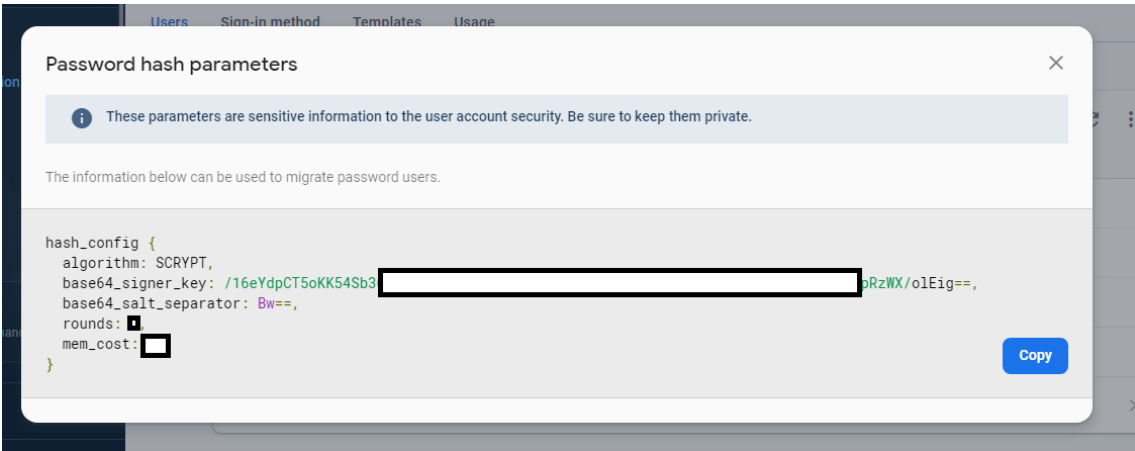 Users Sign-in method Templates Usage
Password hash parameters
ion
These parameters are sensitive information to the user account security. Be sure to keep them private.
The information below can be used to migrate password users.
hash_config {
algorithm: SCRYPT,
base64_signer_key: /16eYdpCT5oKK54Sb3 pRzWX/olEig==,
base64_salt_separator: Bw==,
rounds: ,
mem_cost:
}
Copy